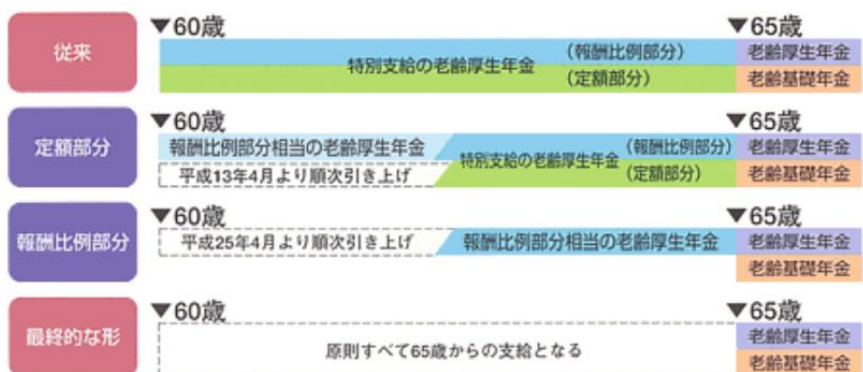 ▼60歳 ▼65歳
従来
特別支給の老齢厚生年金 (報酬比例部分) 老齢厚生年金
(定額部分) 老齢基礎年金
▼60歳 ▼65歳
定額部分
報酬比例部分相当の老齢厚生年金 特別支給の老齢厚生年金 (報酬比例部分) 老齢厚生年金
平成13年4月より順次引き上げ (定額部分) 老齢基礎年金
▼60歳 ▼65歳
報酬比例部分
平成25年4月より順次引き上げ 報酬比例部分相当の老齢厚生年金 老齢厚生年金
老齢基礎年金
▼60歳 ▼65歳
最終的な形
原則すべて65歳からの支給となる 老齢厚生年金
老齢基礎年金